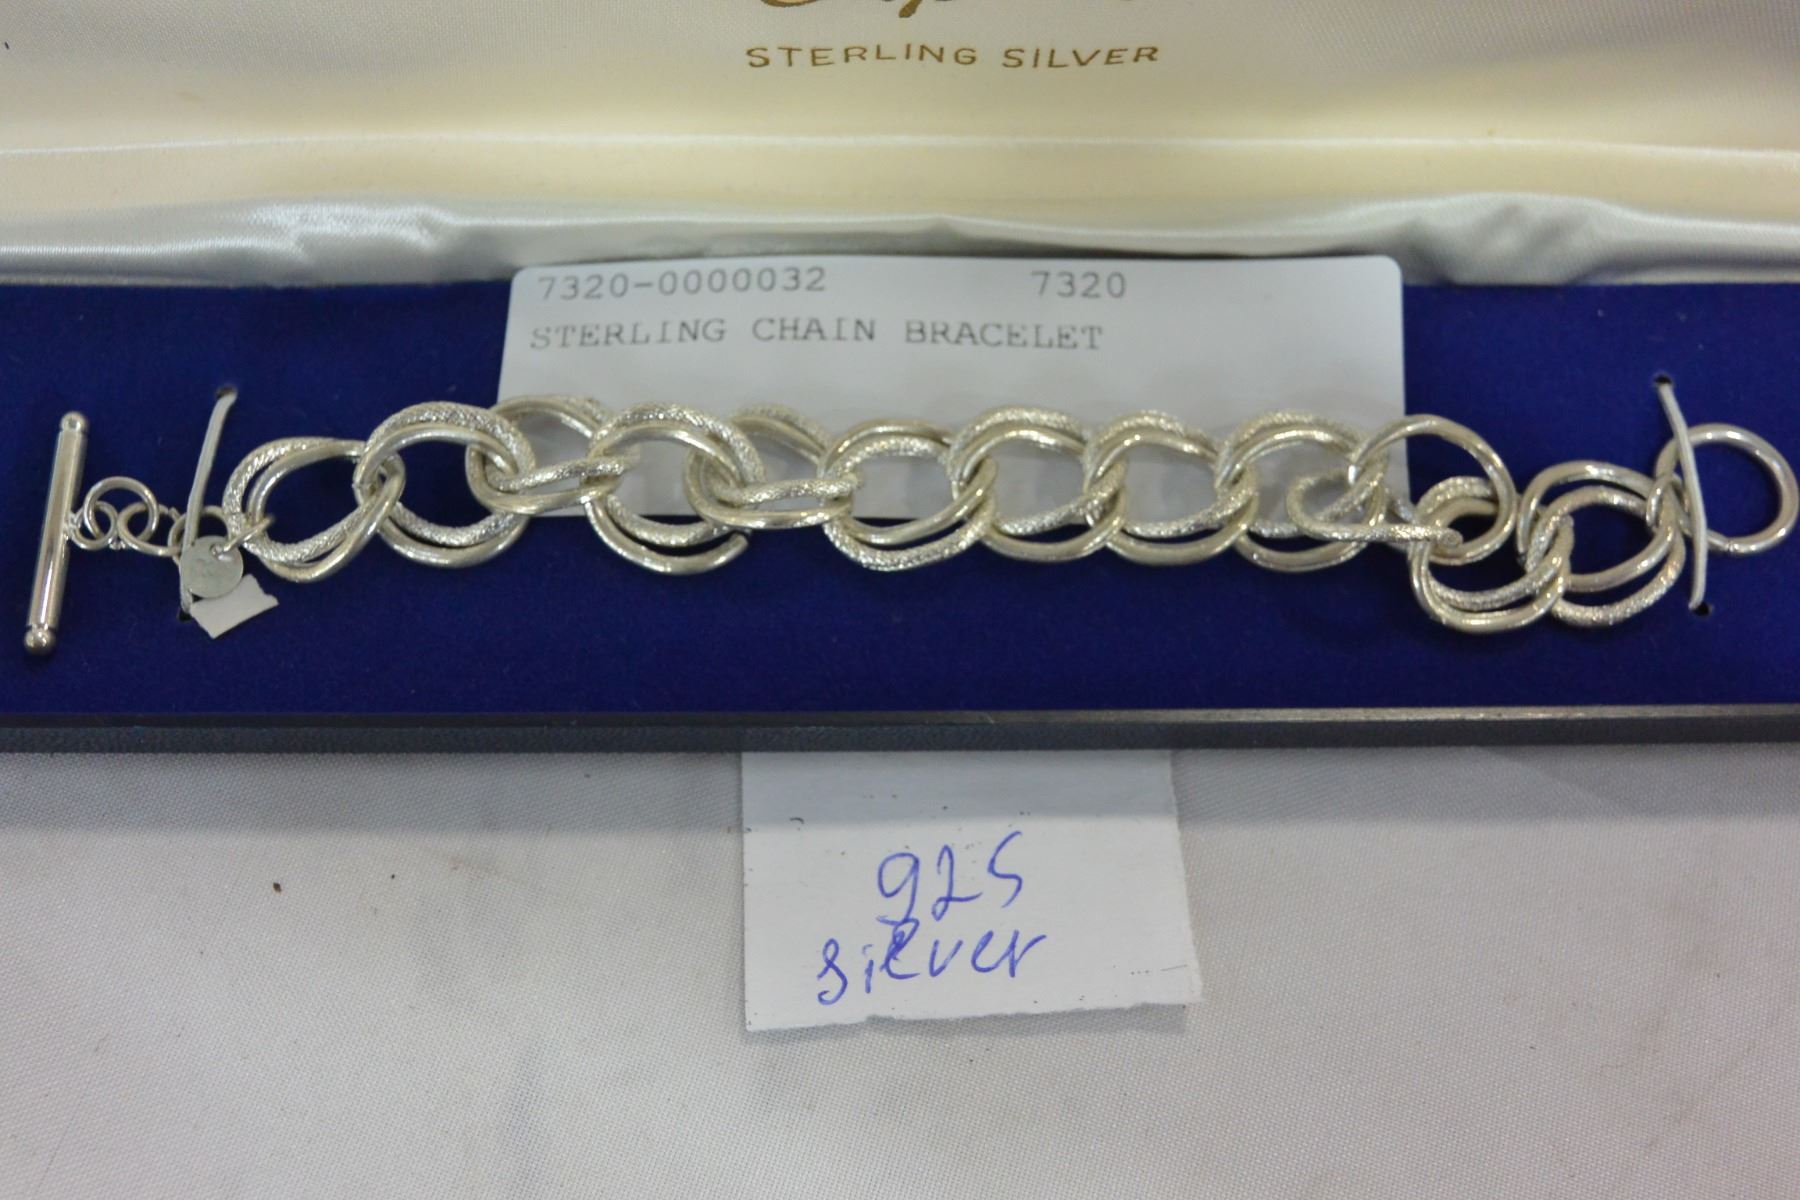 STERLING SILVER
7320-0000032 7320
STERLING CHAIN BRACELET
925
silver